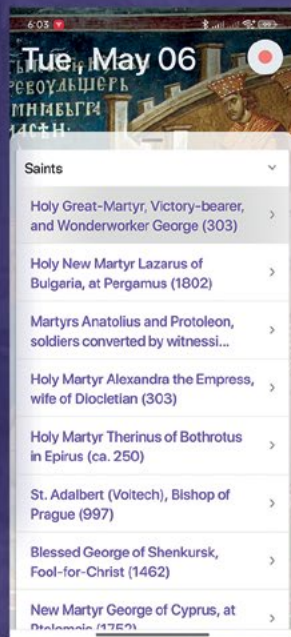 6:03
Tue, May 06
РЕВОУДЬШЕРЬ
Saints
Holy Great-Martyr, Victory-bearer,
and Wonderworker George (303)
Holy New Martyr Lazarus of
Bulgaria, at Pergamus (1802)
Martyrs Anatolius and Protoleon,
soldiers converted by witnessi...
Holy Martyr Alexandra the Empress,
wife of Diocletian (303)
Holy Martyr Therinus of Bothrotus
in Epirus (ca. 250)
St. Adalbert (Voitech), Bishop of
Prague (997)
Blessed George of Shenkursk,
Fool-for-Christ (1462)
New Martyr George of Cyprus, at
Ptolemais (1752)